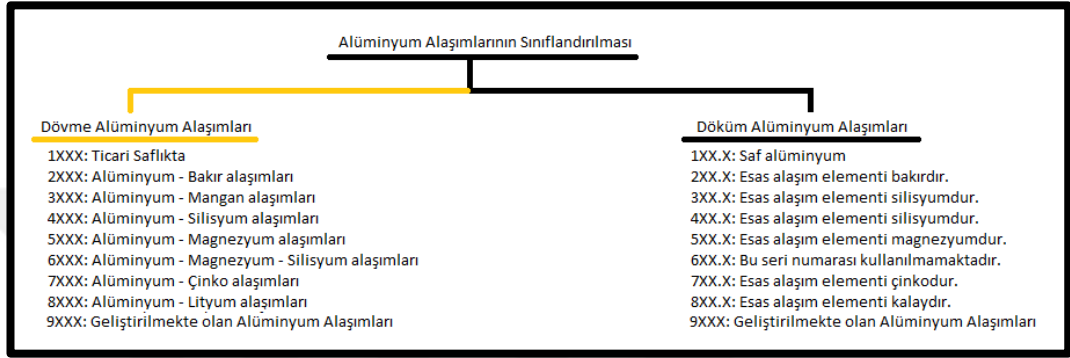 Alüminyum Alaşımlarının Sınıflandırılması
Dövme Alüminyum Alaşımları
1XXX: Ticari Saflıkta
2XXX: Alüminyum - Bakır alaşımları
3XXX: Alüminyum - Mangan alaşımları
4XXX: Alüminyum - Silisyum alaşımları
5XXX: Alüminyum - Magnezyum alaşımları
6XXX: Alüminyum - Magnezyum - Silisyum alaşımları
7XXX: Alüminyum - Çinko alaşımları
8XXX: Alüminyum - Lityum alaşımları
9XXX: Geliştirilmekte olan Alüminyum Alaşımları
Döküm Alüminyum Alaşımları
1XX.X: Saf alüminyum
2XX.X: Esas alaşım elementi bakırdır.
3XX.X: Esas alaşım elementi silisyumdur.
4XX.X: Esas alaşım elementi silisyumdur.
5XX.X: Esas alaşım elementi magnezyumdur.
6XX.X: Bu seri numarası kullanılmamaktadır.
7XX.X: Esas alaşım elementi çinkodur.
8XX.X: Esas alaşım elementi kalaydır.
9XXX: Geliştirilmekte olan Alüminyum Alaşımları